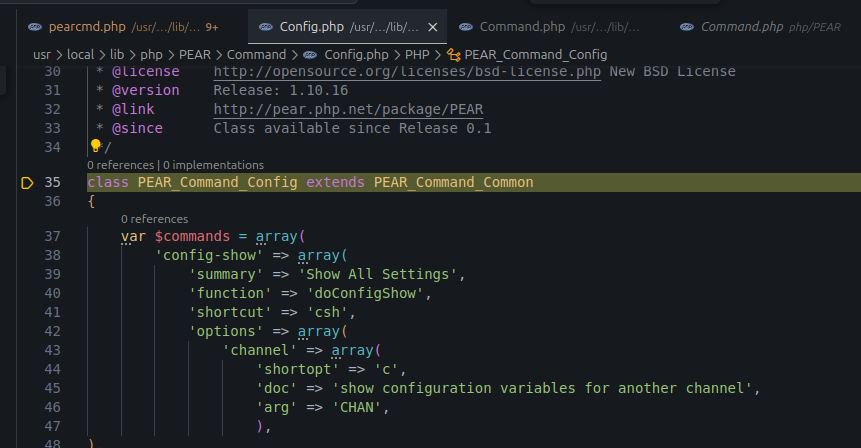 pearcmd.php /usr/.../lib/... 9+
Config.php /usr/.../lib/...
Command.php /usr/.../lib/...
Command.php php/PEAR
usr > local > lib > php > PEAR > Command > Config.php > PHP > PEAR_Command_Config
30 * @license http://opensource.org/licenses/bsd-license.php New BSD License
31 * @version Release: 1.10.16
32 * @link http://pear.php.net/package/PEAR
33 * @since Class available since Release 0.1
34 */
0 references | 0 implementations
35 class PEAR_Command_Config extends PEAR_Command_Common
36 {
0 references
37 var $commands = array(
38 'config-show' => array(
39 'summary' => 'Show All Settings',
40 'function' => 'doConfigShow',
41 'shortcut' => 'csh',
42 'options' => array(
43 'channel' => array(
44 'shortopt' => 'c',
45 'doc' => 'show configuration variables for another channel',
46 'arg' => 'CHAN',
47 ),
48 ),